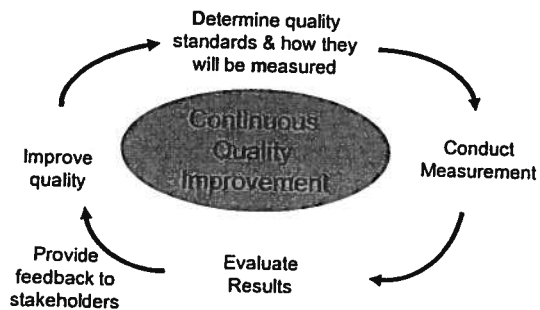 Determine quality
standards & how they
will be measured
Continuous
Quality
Improvement
Conduct
Measurement
Evaluate
Results
Provide
feedback to
stakeholders
Improve
quality